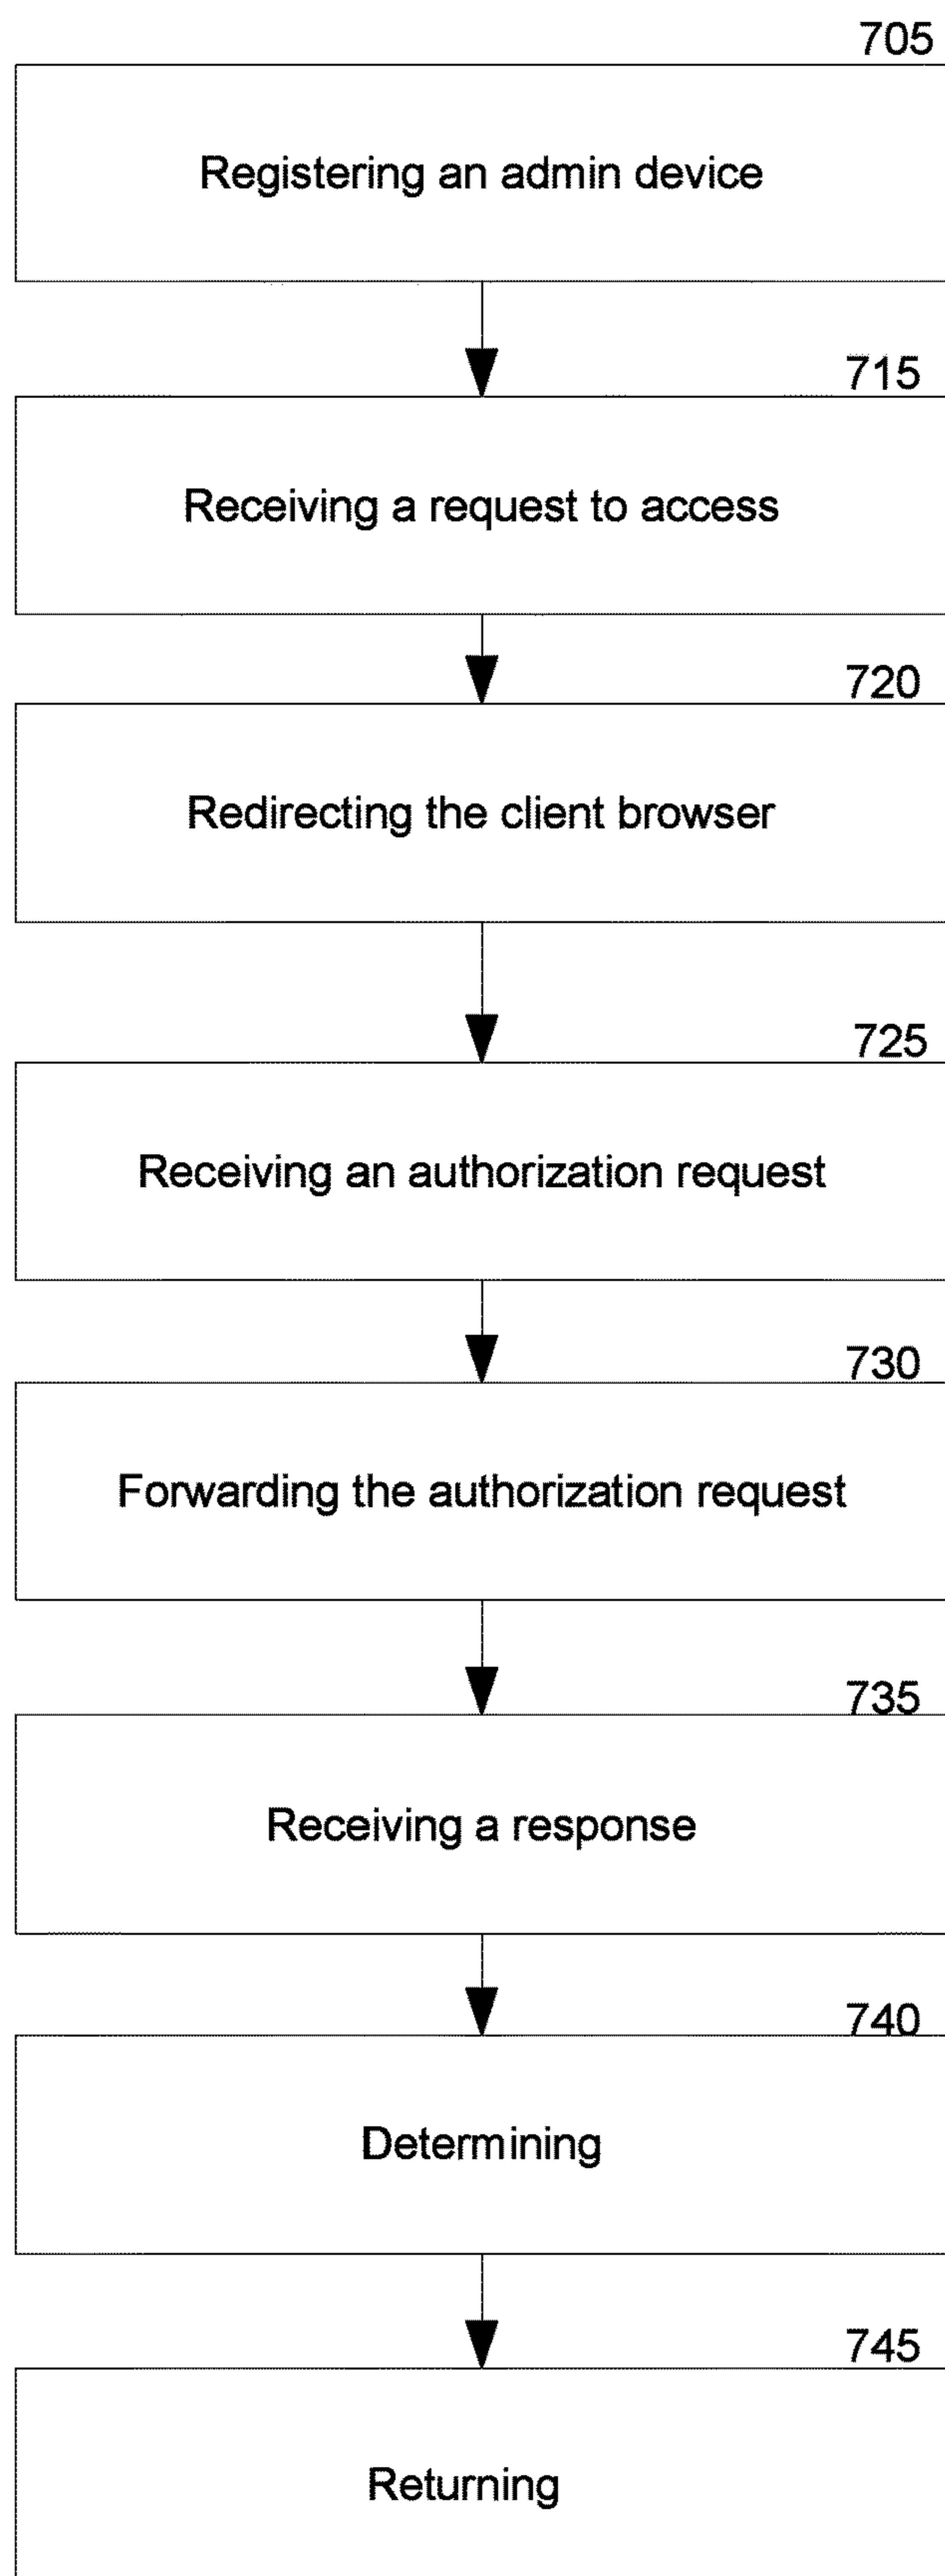 705
Registering an admin device
715
Receiving a request to access
720
Redirecting the client browser
725
Receiving an authorization request
730
Forwarding the authorization request
735
Receiving a response
740
Determining
745
Returning